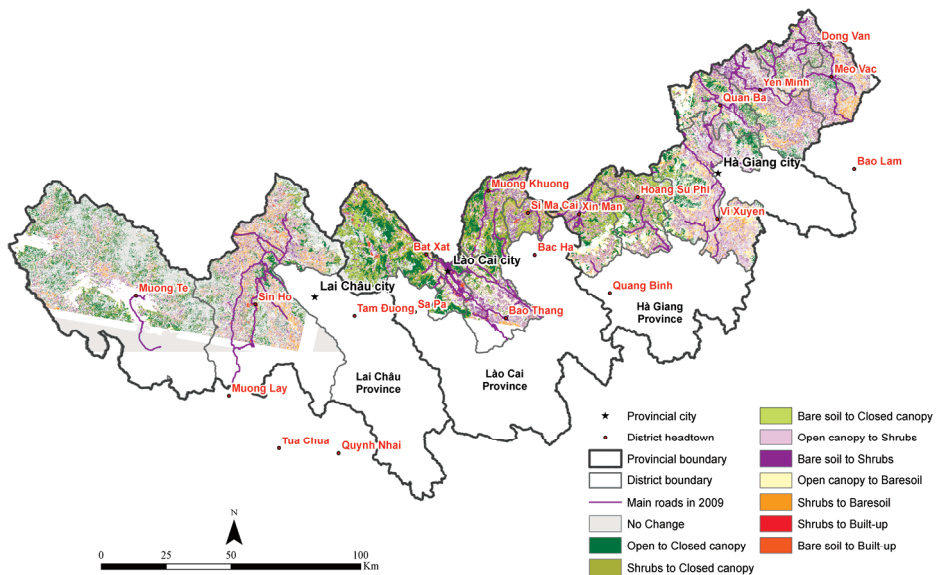 Dong Van
Meo Vac
Yen Minh
Quan Ba
Hà Giang city
Bao Lam
Muong Khuong
Hoang Su Phi
Si Ma Cai
Xin Man
Vi Xuyen
Bat Xat
Bac Ha
Lào Cai city
Lai Châu city
Muong Te
Sin Ho
Quang Binh
Sa Pa
Tam Đuong
Bao Thang
Hà Giang
Province
Lai Châu
Province
Lào Cai
Province
Muong Lay
Tua Chua
Quynh Nhai
Provincial city
District headtown
Provincial boundary
District boundary
Main roads in 2009
No Change
Open to Closed canopy
Shrubs to Closed canopy
Bare soil to Closed canopy
Open canopy to Shrubs
Bare soil to Shrubs
Open canopy to Baresoil
Shrubs to Baresoil
Shrubs to Built-up
Bare soil to Built-up
N
0 25 50 100
Km